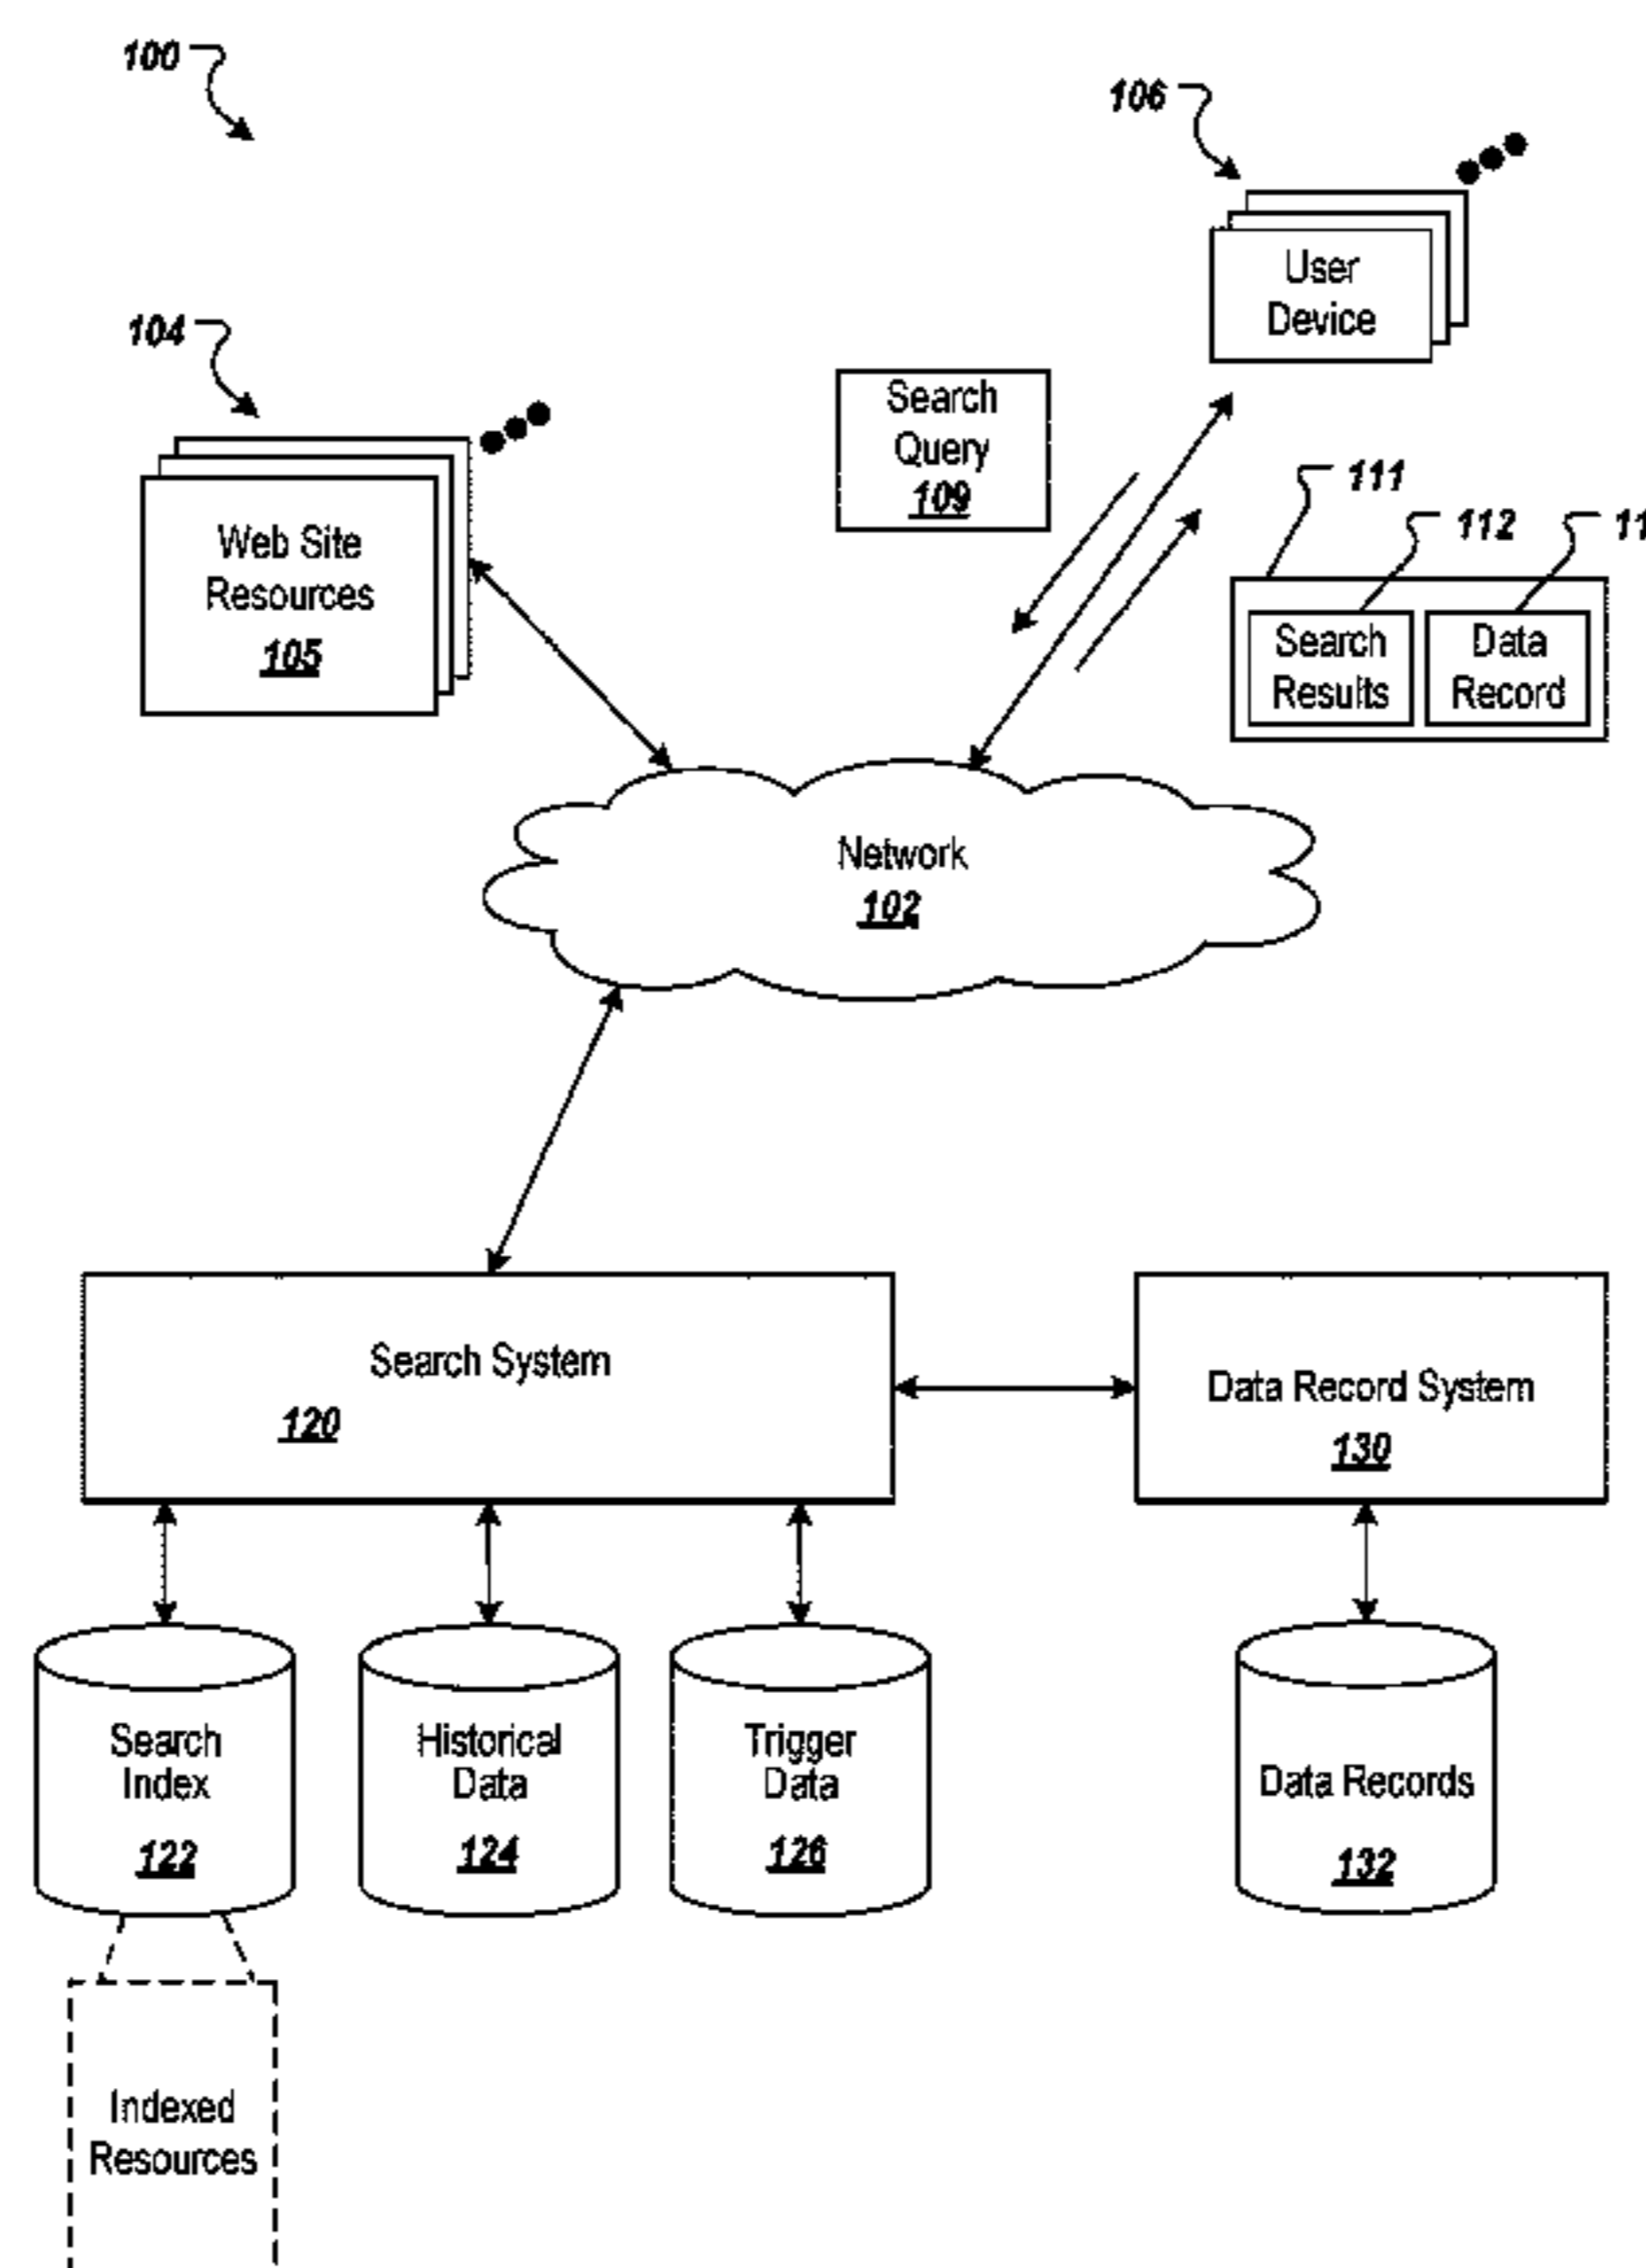 100
106
User
Device
104
Search
Query
109
111
112
11
Web Site
Resources
105
Search
Results
Data
Record
Network
102
Search System
120
Data Record System
130
Search
Index
122
Historical
Data
124
Trigger
Data
126
Data Records
132
Indexed
Resources